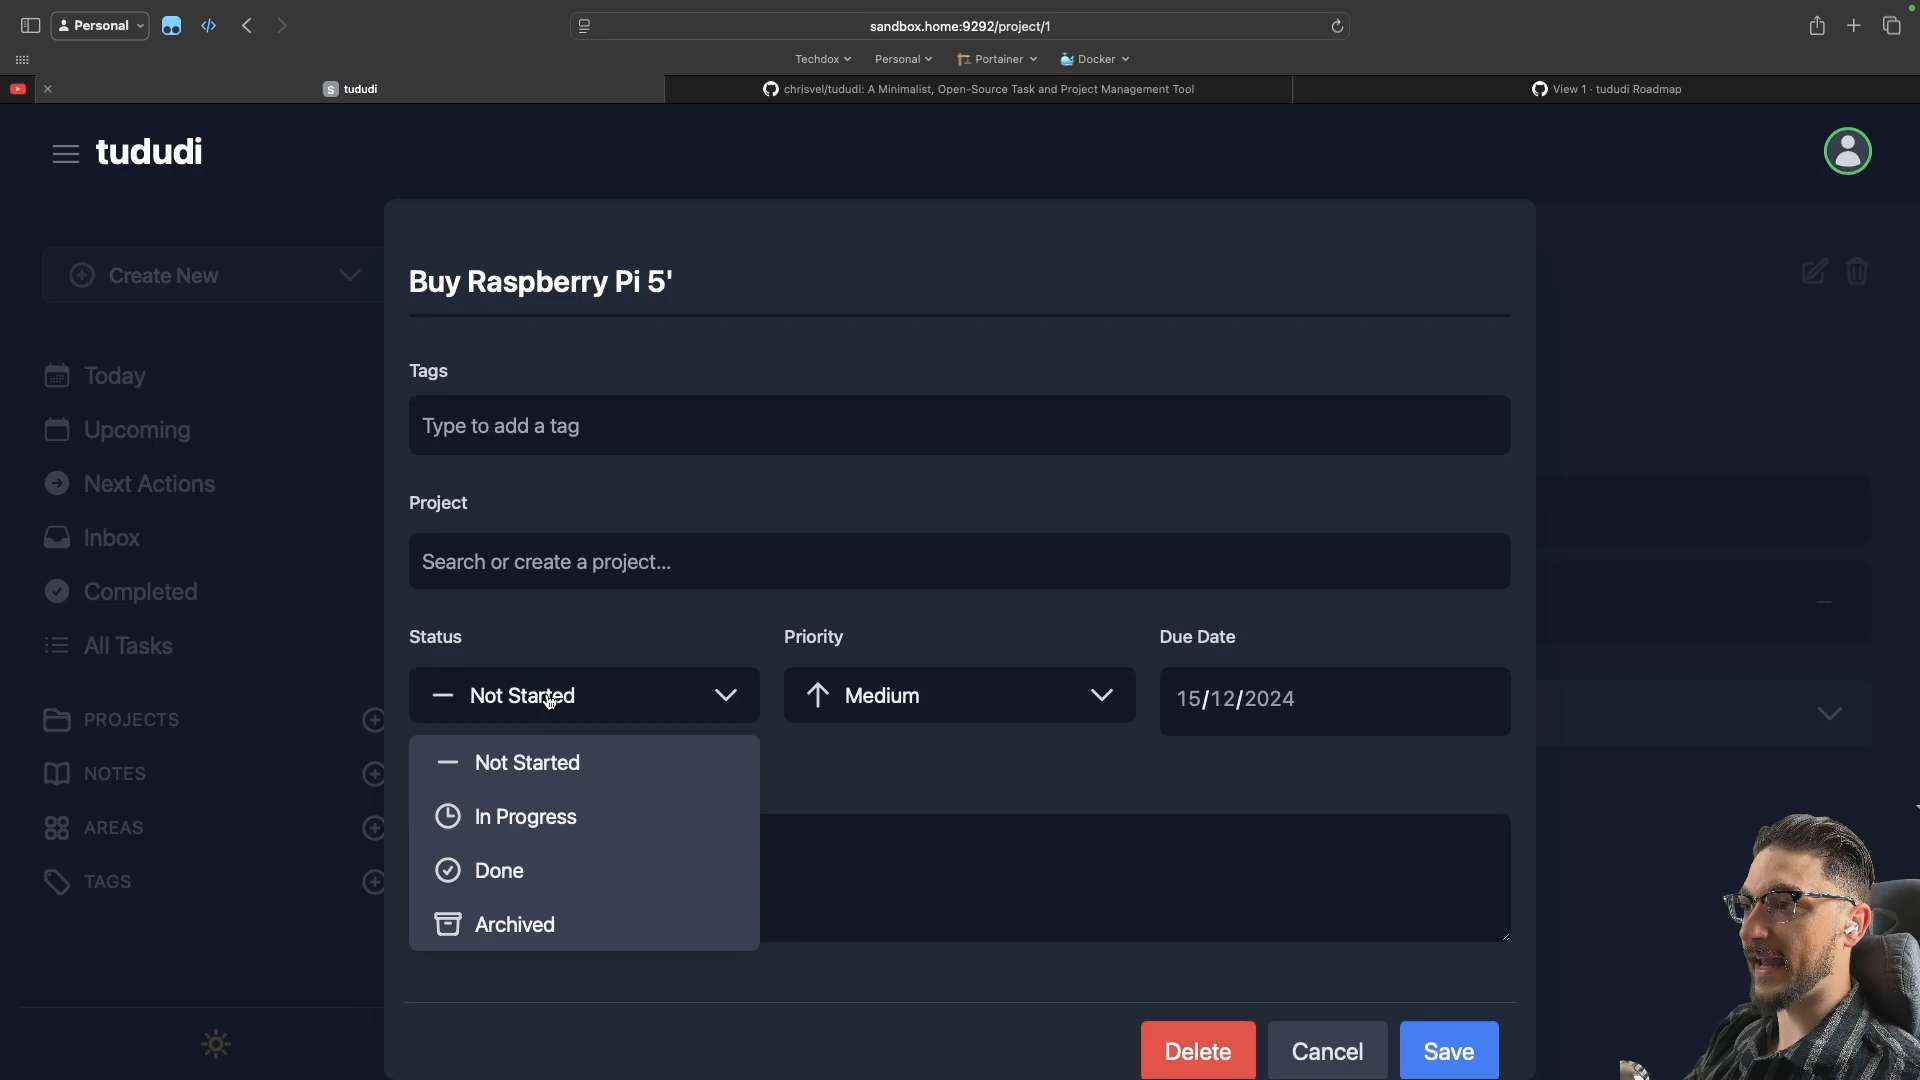 Personal
sandbox.home:9292/project/1
Techdox
Personal
Portainer
Docker
S tududi
chrisvel/tududi: A Minimalist, Open-Source Task and Project Management Tool
View 1 · tududi Roadmap
tududi
Create New
Buy Raspberry Pi 5'
Tags
Today
Type to add a tag
Upcoming
Next Actions
Project
Inbox
Search or create a project...
Completed
All Tasks
Status
Priority
Due Date
Not Started
Medium
15/12/2024
PROJECTS
NOTES
AREAS
TAGS
Not Started
In Progress
Done
Archived
Delete
Cancel
Save